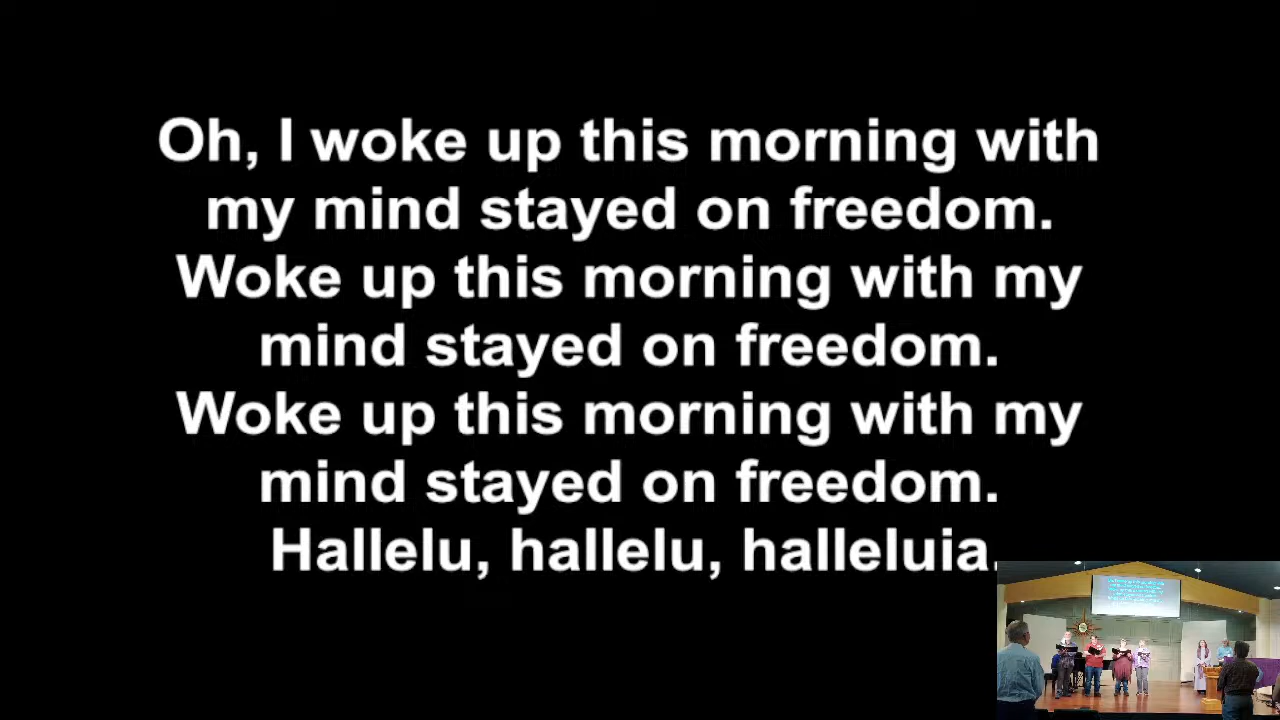 Oh, I woke up this morning with
my mind stayed on freedom.
Woke up this morning with my
mind stayed on freedom.
Woke up this morning with my
mind stayed on freedom.
Hallelu, hallelu, halleluia.